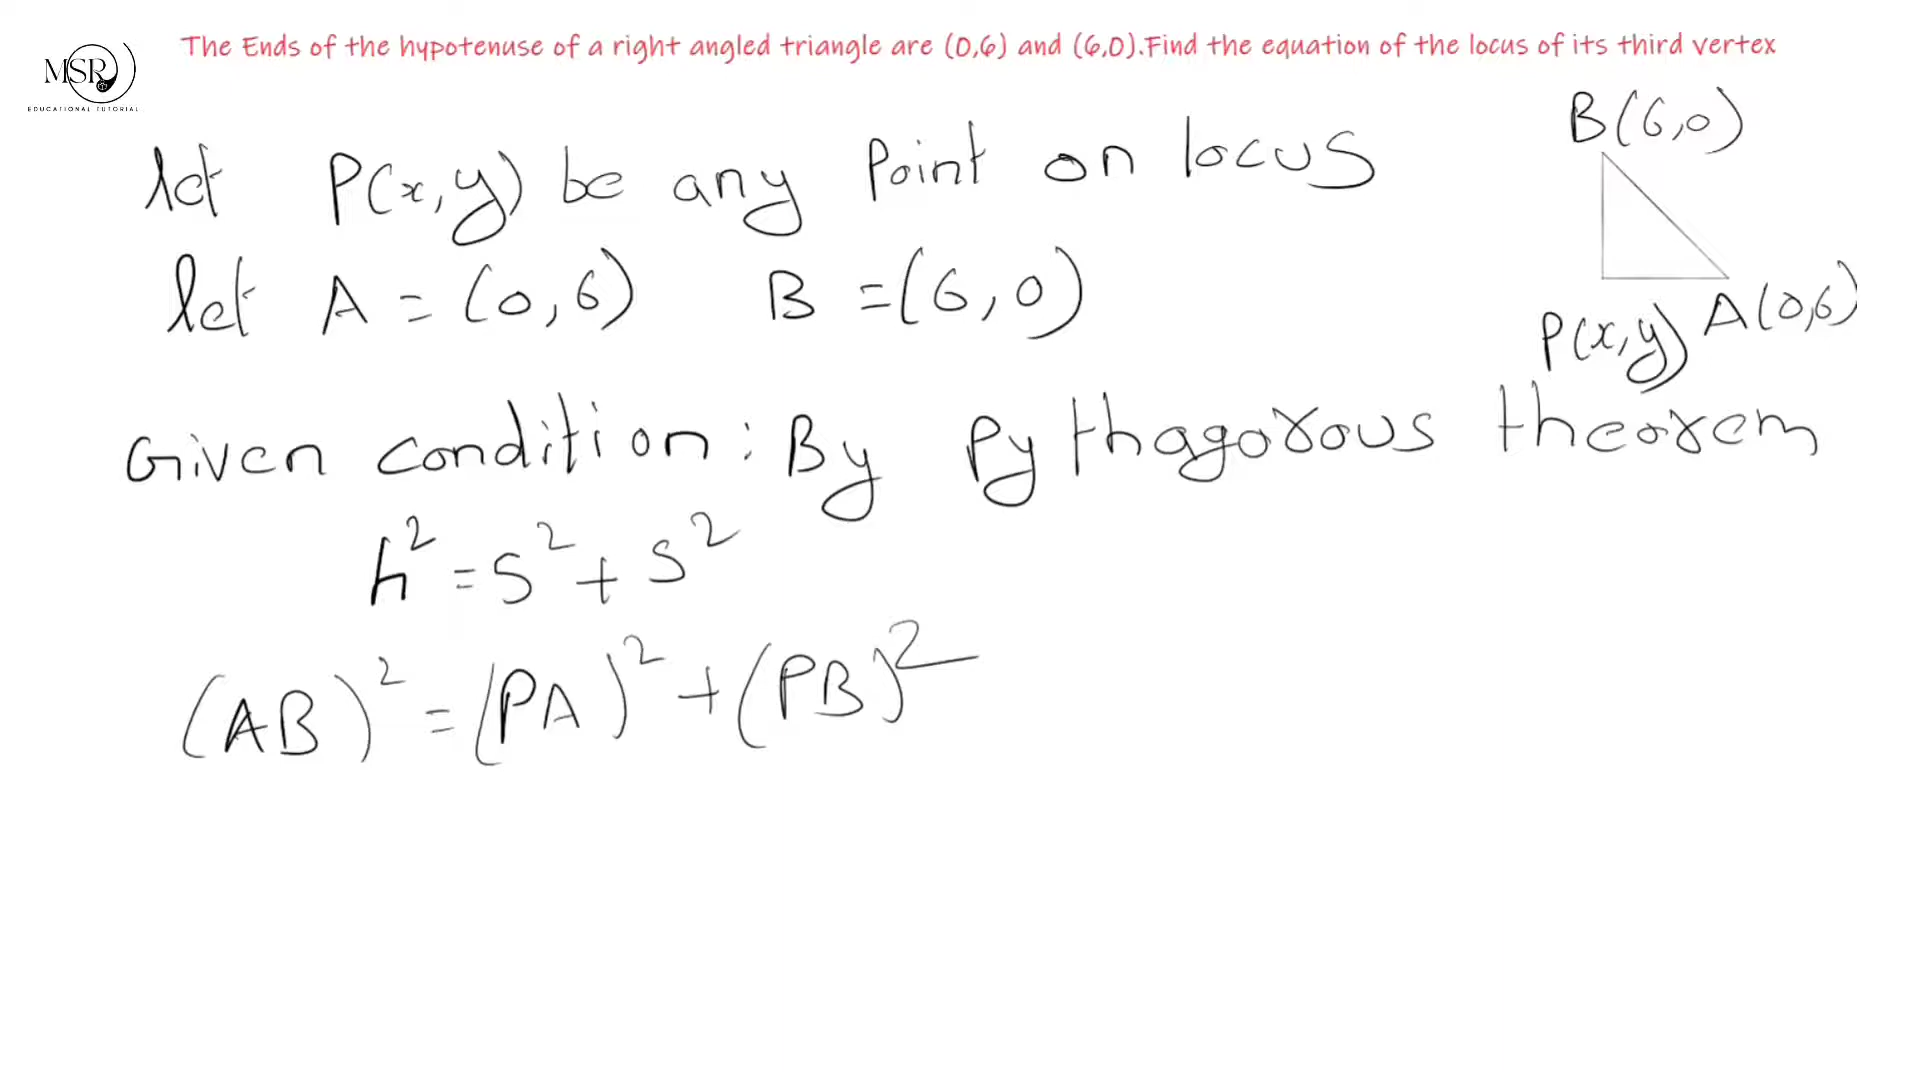 The Ends of the hypotenuse of a right angled triangle are (0,6) and (6,0).Find the equation of the locus of its third vertex
MSR
EDUCATIONAL TUTORIAL
let P(x,y) be any Point on locus
let A = (0,6) B = (6,0)
B(6,0)
P(x,y) A(0,6)
Given condition: By Pythagorous theorem
h² = s² + s²
(AB)² = (PA)² + (PB)²